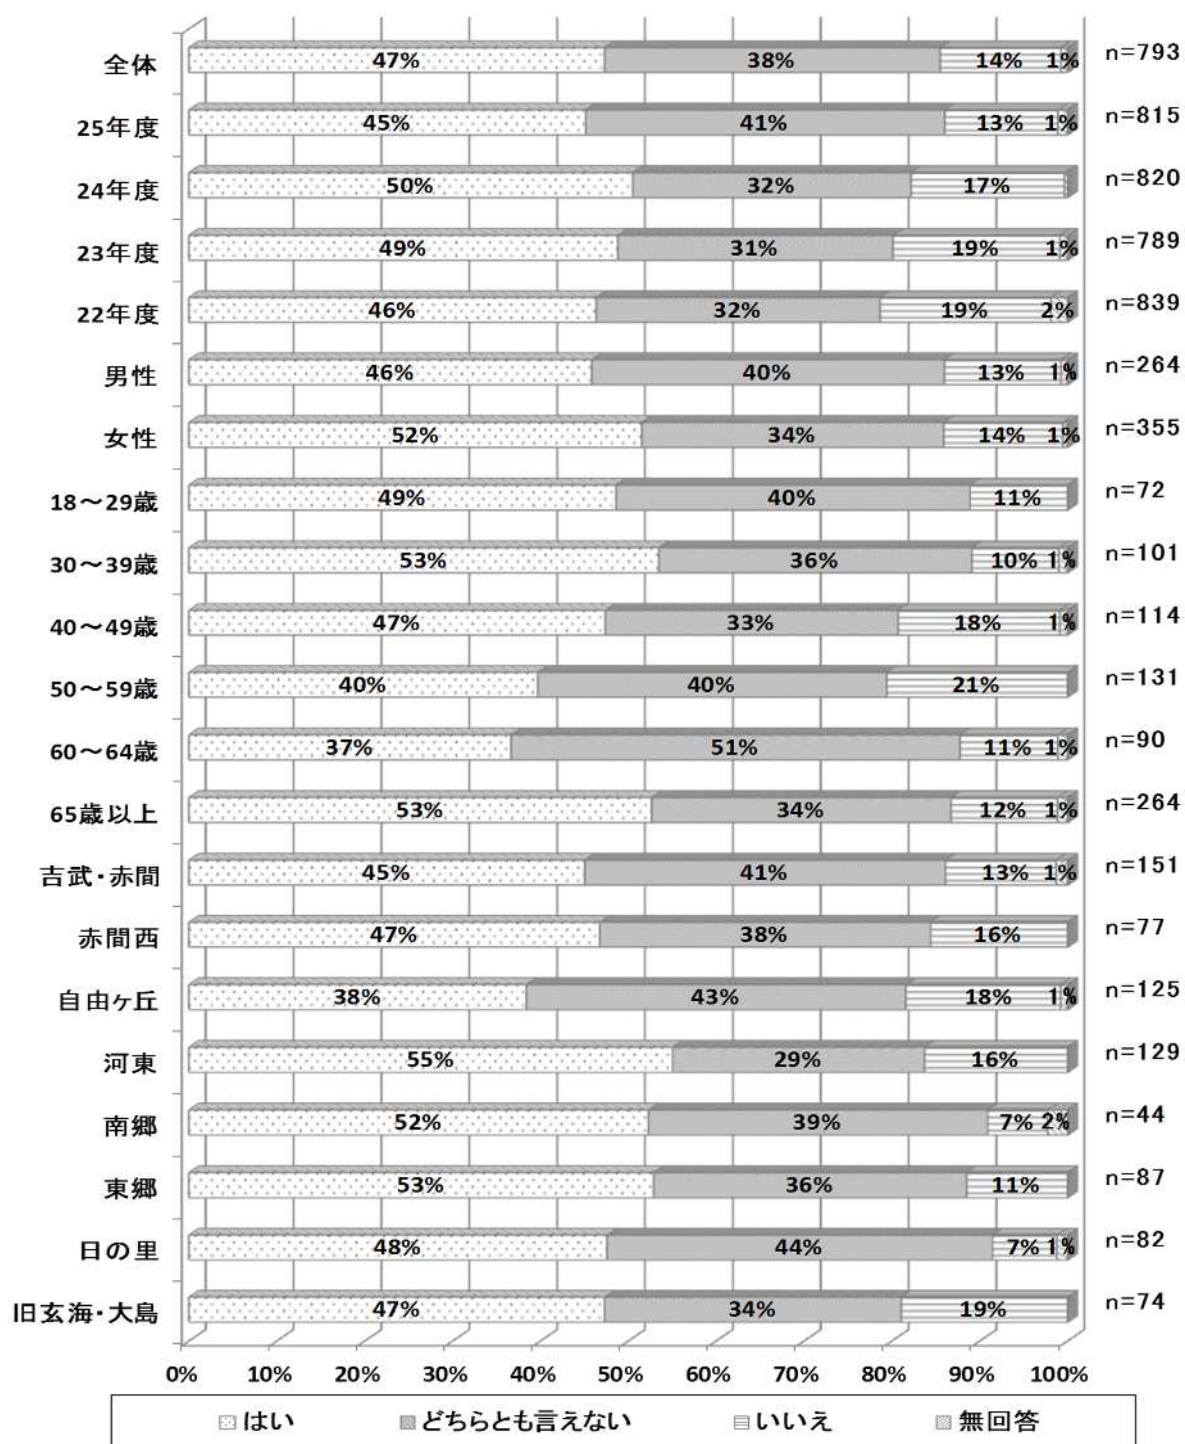 全体 47% 38% 14% 1% n=793
25年度 45% 41% 13% 1% n=815
24年度 50% 32% 17% n=820
23年度 49% 31% 19% 1% n=789
22年度 46% 32% 19% 2% n=839
男性 46% 40% 13% 1% n=264
女性 52% 34% 14% 1% n=355
18～29歳 49% 40% 11% n=72
30～39歳 53% 36% 10% 1% n=101
40～49歳 47% 33% 18% 1% n=114
50～59歳 40% 40% 21% n=131
60～64歳 37% 51% 11% 1% n=90
65歳以上 53% 34% 12% 1% n=264
吉武・赤間 45% 41% 13% 1% n=151
赤間西 47% 38% 16% n=77
自由ヶ丘 38% 43% 18% 1% n=125
河東 55% 29% 16% n=129
南郷 52% 39% 7% 2% n=44
東郷 53% 36% 11% n=87
日の里 48% 44% 7% 1% n=82
旧玄海・大島 47% 34% 19% n=74
0% 10% 20% 30% 40% 50% 60% 70% 80% 90% 100%
はい どちらとも言えない いいえ 無回答